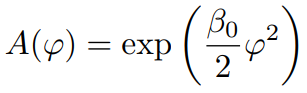 A(φ) = exp ( β₀/2 φ² )